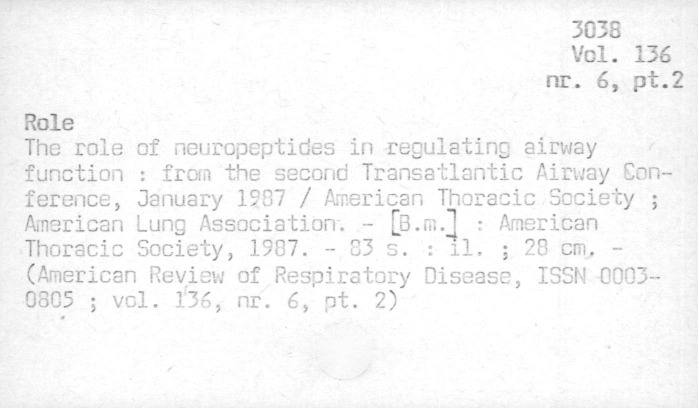 3038
Vol. 136
nr. 6, pt.2
Role
The role of neuropeptides in regulating airway
function : from the second Transatlantic Airway Con-
ference, January 1987 / American Thoracic Society ;
American Lung Association. - [B.m.] : American
Thoracic Society, 1987. - 83 s. : il. ; 28 cm. -
(American Review of Respiratory Disease, ISSN 0003-
0805 ; vol. 136, nr. 6, pt. 2)